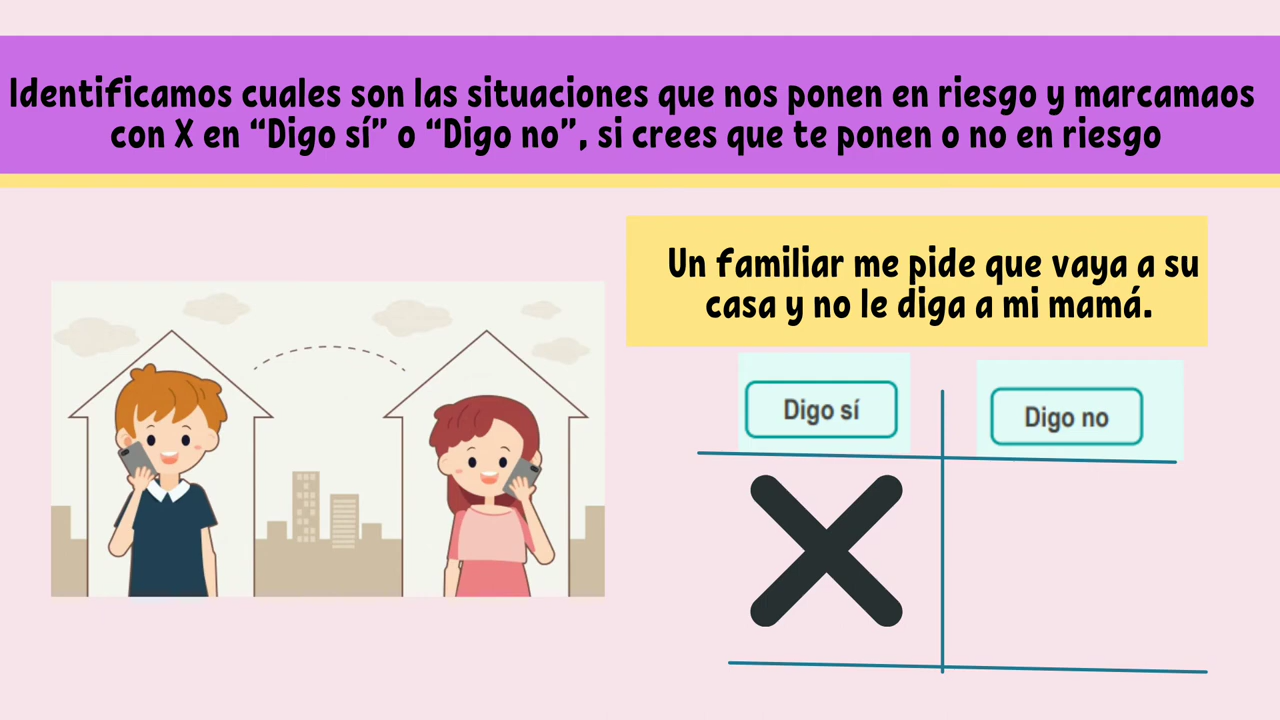 Identificamos cuales son las situaciones que nos ponen en riesgo y marcamaos
con X en “Digo sí” o “Digo no”, si crees que te ponen o no en riesgo
Un familiar me pide que vaya a su
casa y no le diga a mi mamá.
Digo sí
Digo no